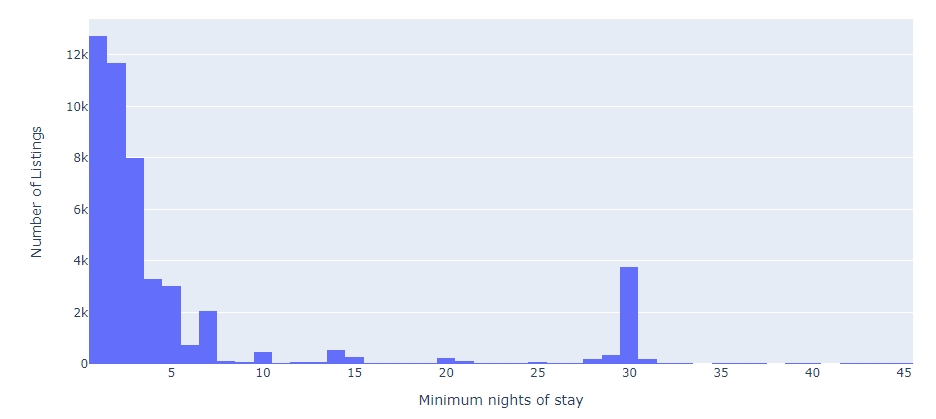 12k
10k
8k
6k
4k
2k
0
Number of Listings
5 10 15 20 25 30 35 40 45
Minimum nights of stay